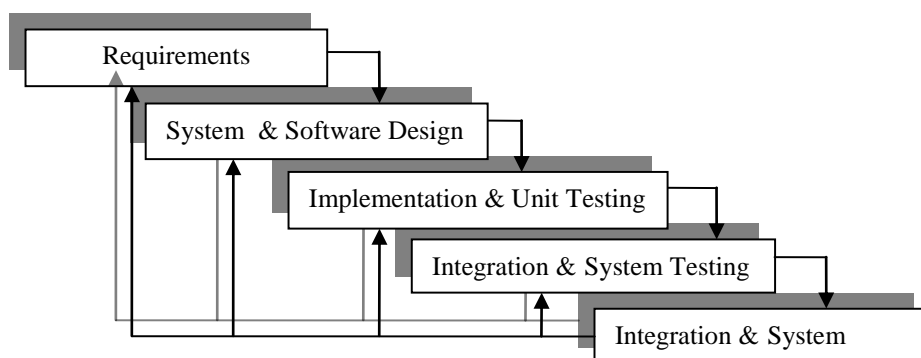 Requirements
System & Software Design
Implementation & Unit Testing
Integration & System Testing
Integration & System